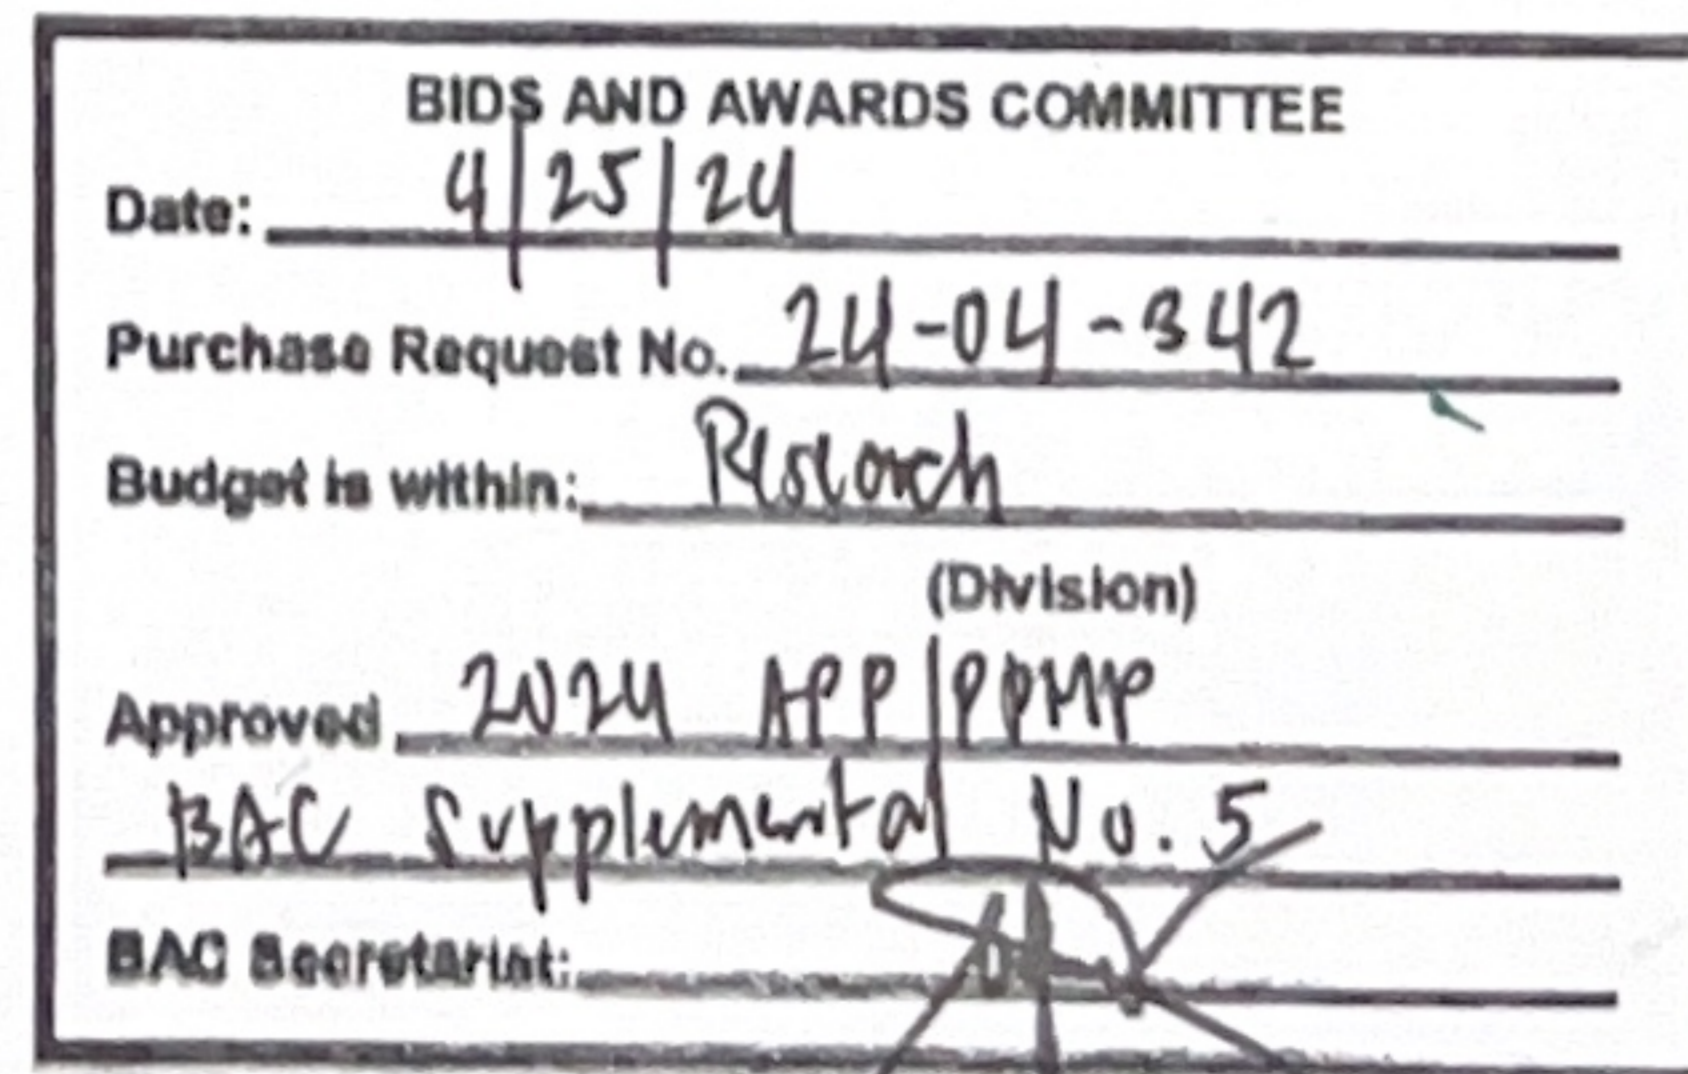 BIDS AND AWARDS COMMITTEE
Date: 4/25/24
Purchase Request No. 24-04-342
Budget is within: Research
(Division)
Approved 2024 APP/PPMP
BAC Supplemental No. 5
BAC Secretariat: